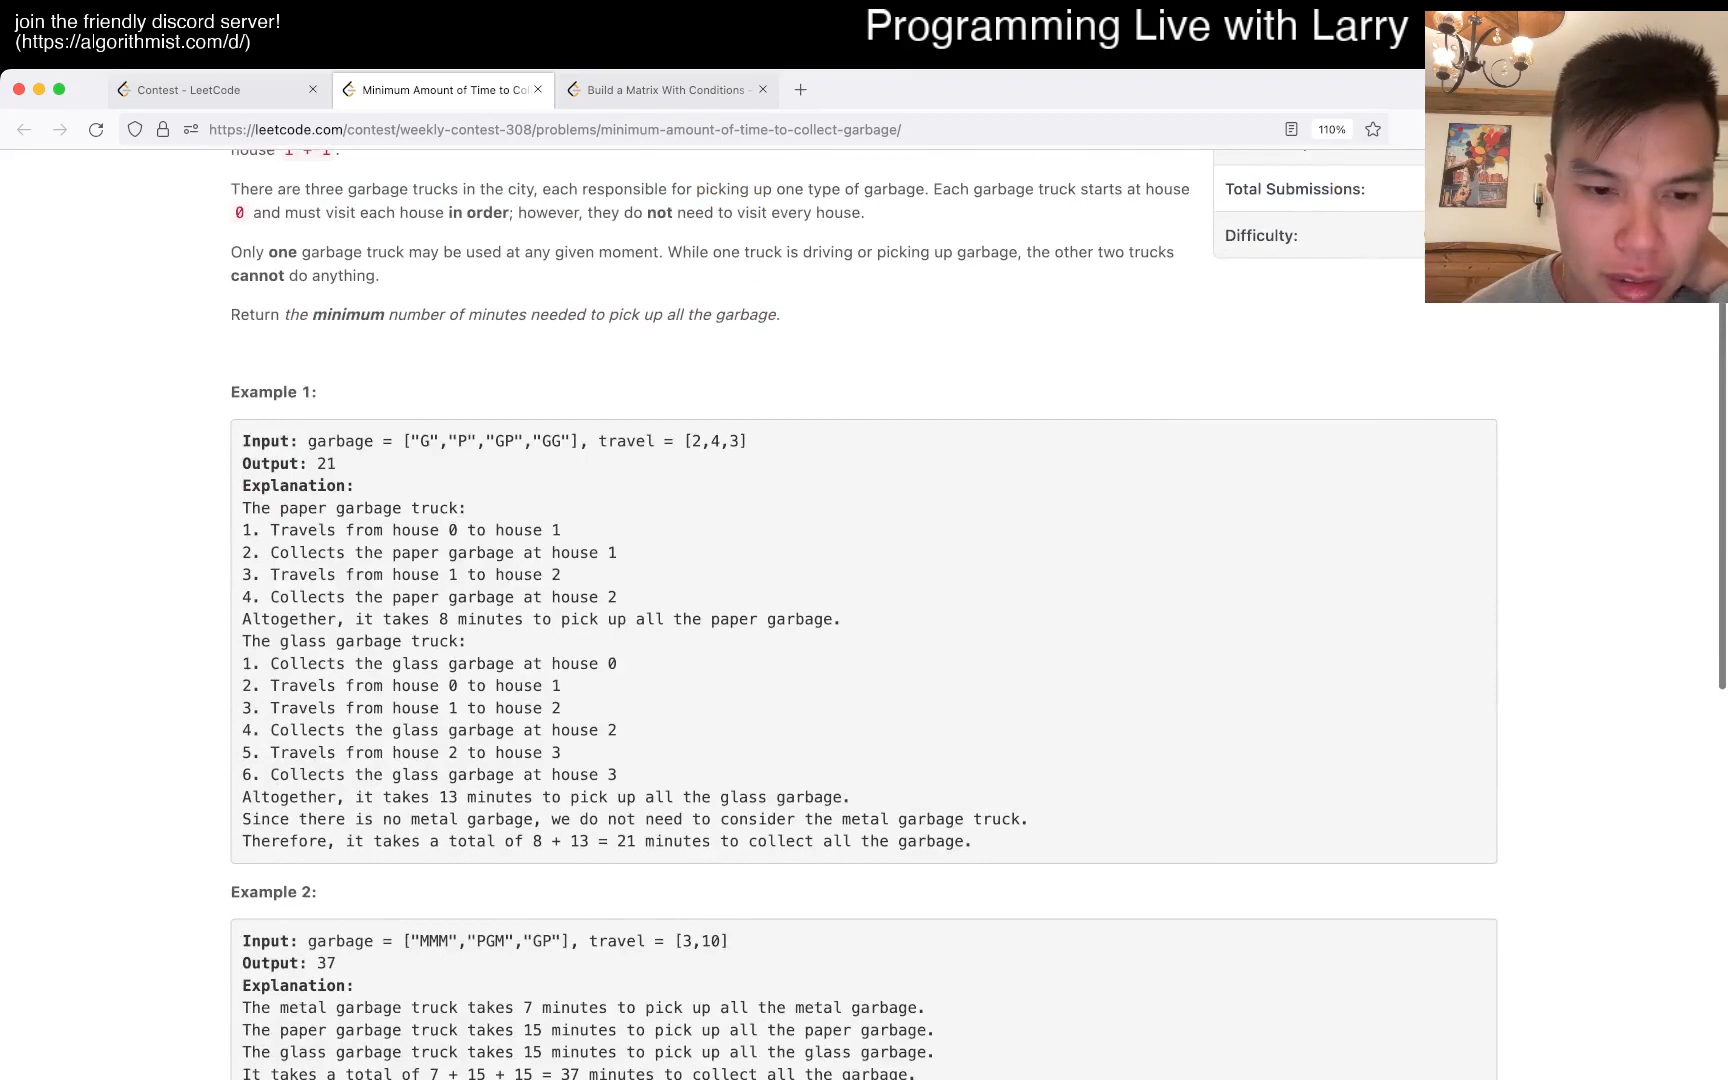 join the friendly discord server!
(https://algorithmist.com/d/)
Programming Live with Larry
Contest - LeetCode
Minimum Amount of Time to Co
Build a Matrix With Conditions -
https://leetcode.com/contest/weekly-contest-308/problems/minimum-amount-of-time-to-collect-garbage/
110%
house i + 1.
There are three garbage trucks in the city, each responsible for picking up one type of garbage. Each garbage truck starts at house
0 and must visit each house in order; however, they do not need to visit every house.
Only one garbage truck may be used at any given moment. While one truck is driving or picking up garbage, the other two trucks
cannot do anything.
Return the minimum number of minutes needed to pick up all the garbage.
Total Submissions:
Difficulty:
Example 1:
Input: garbage = ["G","P","GP","GG"], travel = [2,4,3]
Output: 21
Explanation:
The paper garbage truck:
1. Travels from house 0 to house 1
2. Collects the paper garbage at house 1
3. Travels from house 1 to house 2
4. Collects the paper garbage at house 2
Altogether, it takes 8 minutes to pick up all the paper garbage.
The glass garbage truck:
1. Collects the glass garbage at house 0
2. Travels from house 0 to house 1
3. Travels from house 1 to house 2
4. Collects the glass garbage at house 2
5. Travels from house 2 to house 3
6. Collects the glass garbage at house 3
Altogether, it takes 13 minutes to pick up all the glass garbage.
Since there is no metal garbage, we do not need to consider the metal garbage truck.
Therefore, it takes a total of 8 + 13 = 21 minutes to collect all the garbage.
Example 2:
Input: garbage = ["MMM","PGM","GP"], travel = [3,10]
Output: 37
Explanation:
The metal garbage truck takes 7 minutes to pick up all the metal garbage.
The paper garbage truck takes 15 minutes to pick up all the paper garbage.
The glass garbage truck takes 15 minutes to pick up all the glass garbage.
It takes a total of 7 + 15 + 15 = 37 minutes to collect all the garbage.